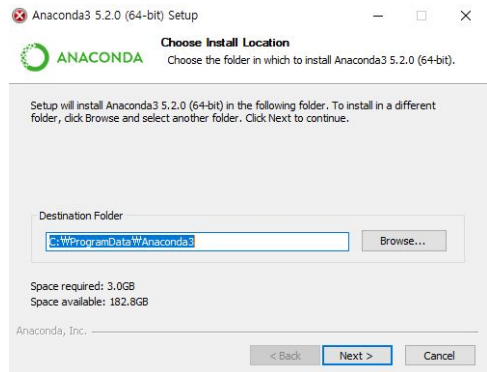 Anaconda3 5.2.0 (64-bit) Setup
ANACONDA
Choose Install Location
Choose the folder in which to install Anaconda3 5.2.0 (64-bit).
Setup will install Anaconda3 5.2.0 (64-bit) in the following folder. To install in a different
folder, click Browse and select another folder. Click Next to continue.
Destination Folder
C:₩ProgramData₩Anaconda3
Browse...
Space required: 3.0GB
Space available: 182.8GB
Anaconda, Inc.
< Back
Next >
Cancel